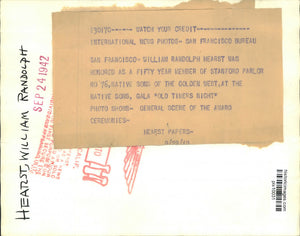 HEARST, WILLIAM RANDOLPH
SEP 24 1942
WATCH YOUR CREDIT
INTERNATIONAL NEWS PHOTOS- SAN FRANCISCO BUREAU
SAN FRANCISCO- WILLIAM RANDOLPH HEARST WAS
HONORED AS A FIFTY YEAR MEMBER OF STANFORD PARLOR
NO 76, NATIVE SONS OF THE GOLDEN WEST, AT THE
NATIVE SONS, GALA "OLD TIMERS NIGHT"
PHOTO SHOWS- GENERAL SCENE OF THE AWARD
CEREMONIES-
HEARST PAPERS-